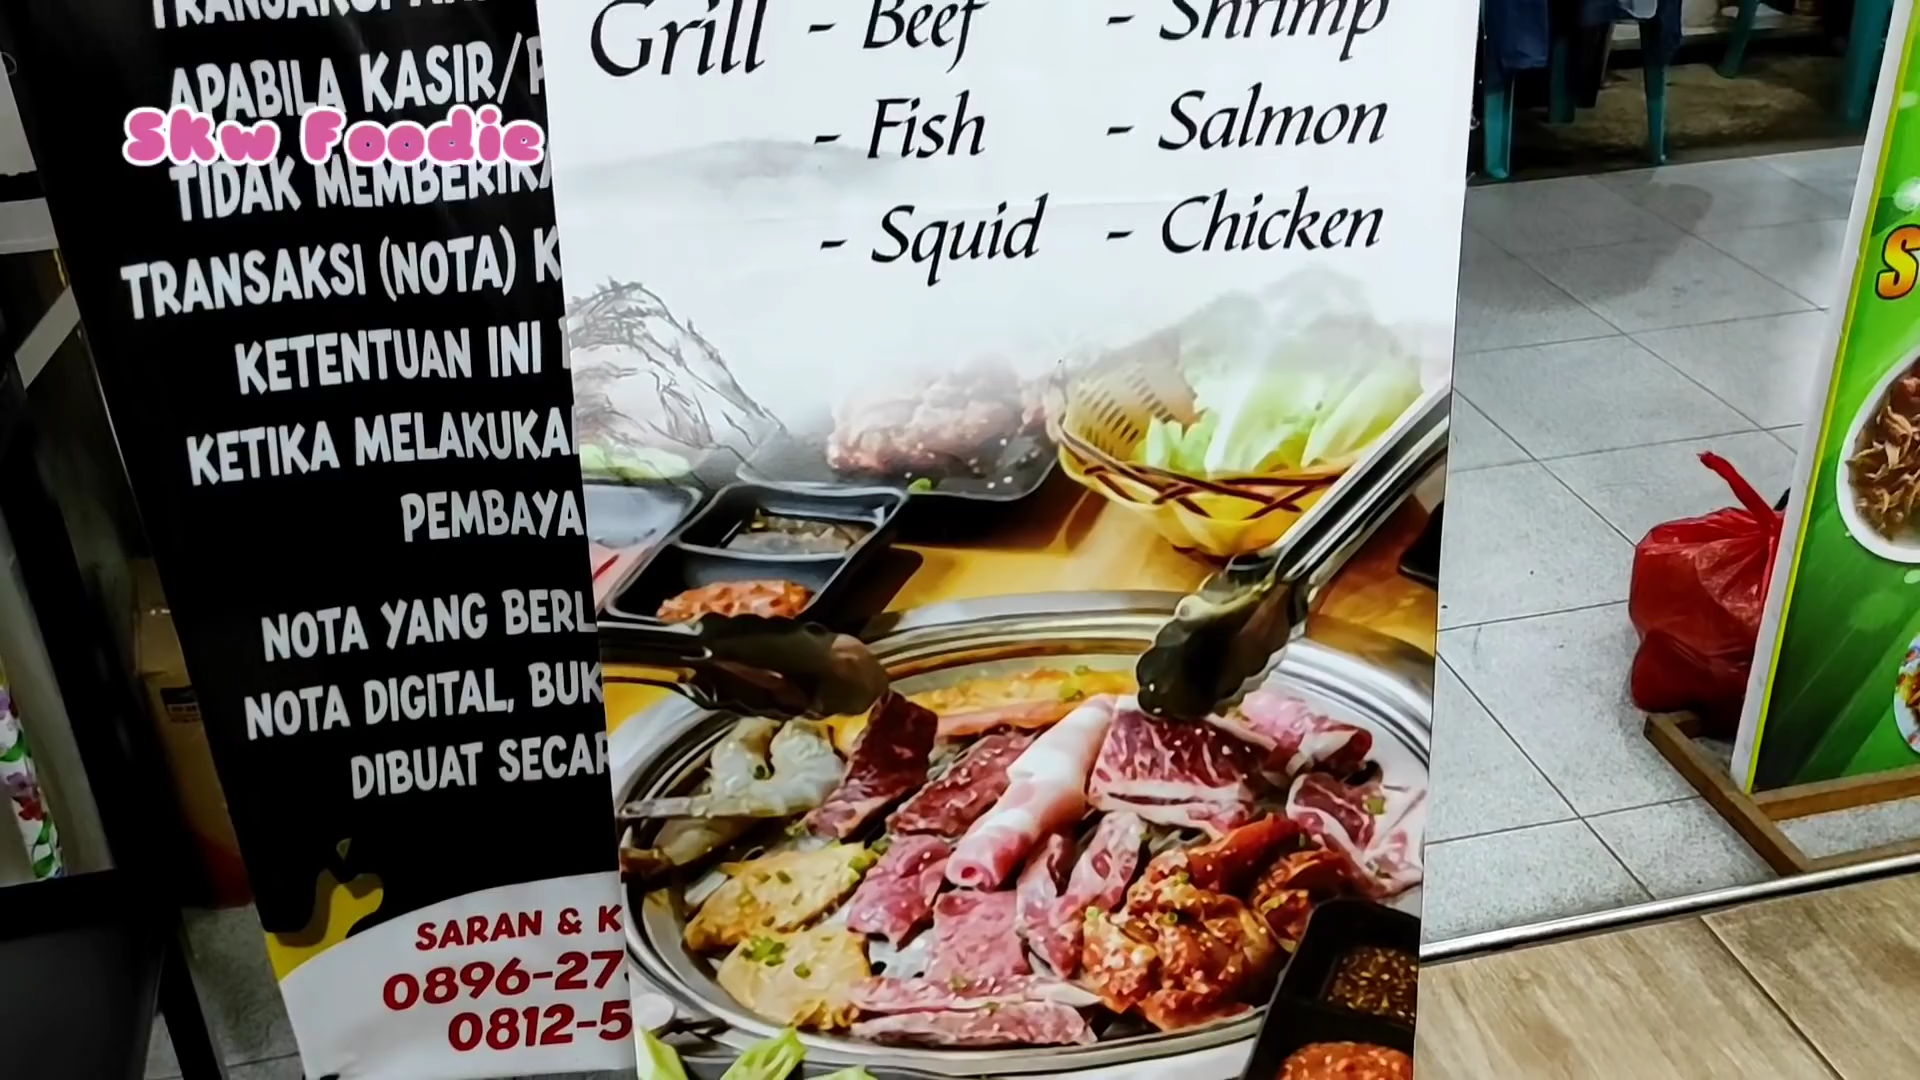 APABILA KASIR/
Skw Foodie
TIDAK
TRANSAKSI (NOTA) K
KETENTUAN INI
KETIKA MELAKUKA
PEMBAYA
NOTA YANG BERL
NOTA DIGITAL, BUK
DIBUAT SECAR
SARAN & K
0896-27
0812-5
Grill - Beef - Shrimp
- Fish - Salmon
- Squid - Chicken
S